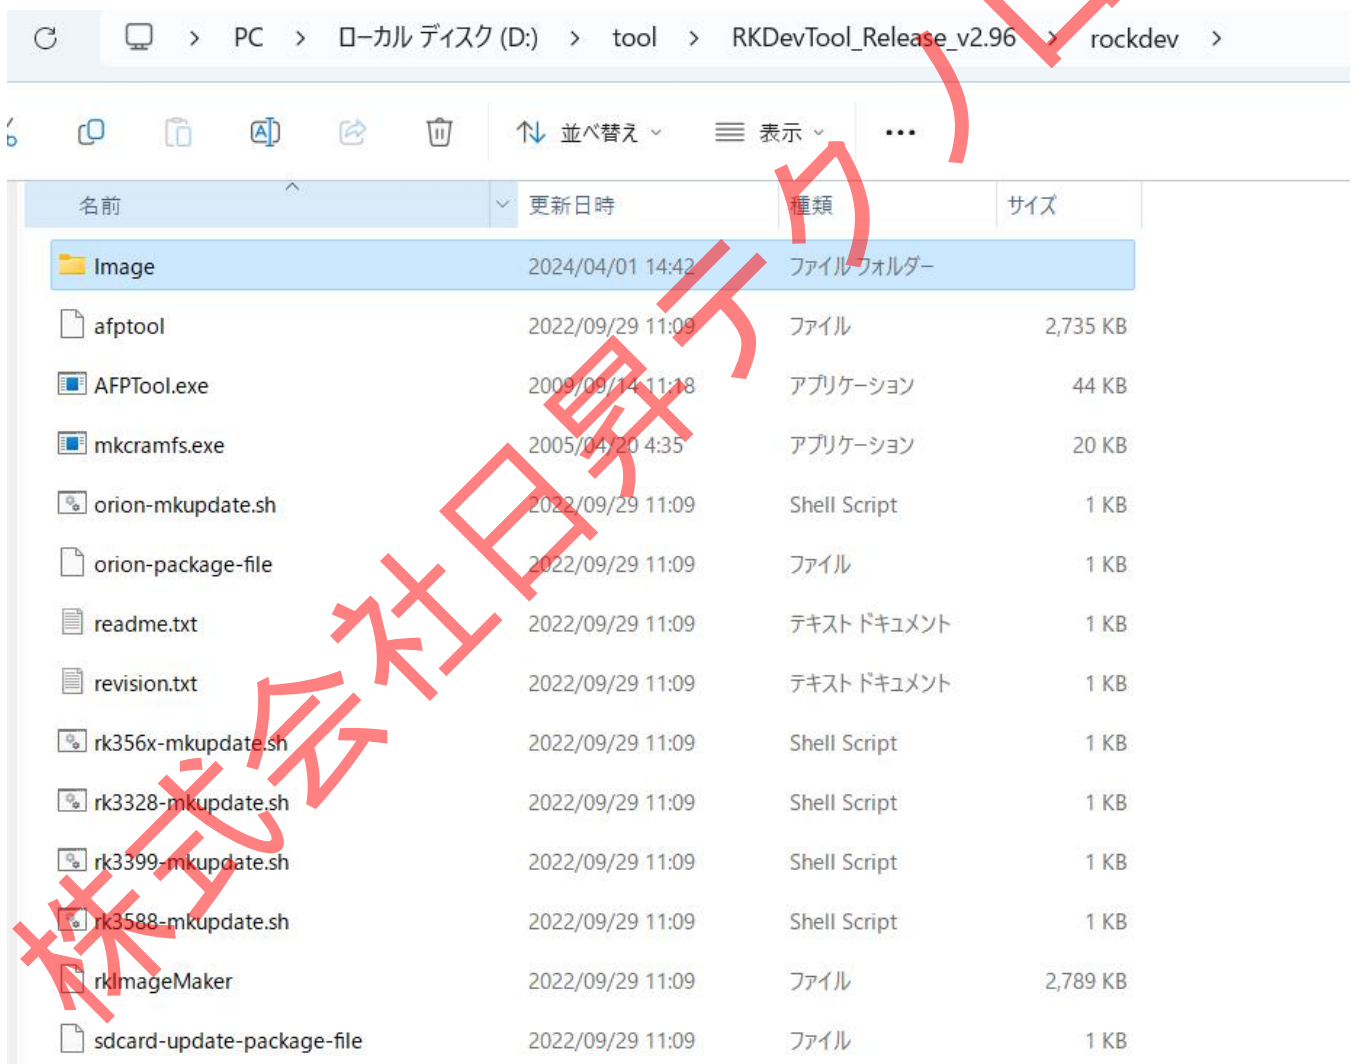 PC > ローカル ディスク (D:) > tool > RKDevTool_Release_v2.96 > rockdev >
並べ替え 表示 •••
名前 更新日時 種類 サイズ
Image 2024/04/01 14:42 ファイル フォルダー
afptool 2022/09/29 11:09 ファイル 2,735 KB
AFPTool.exe 2009/09/14 11:18 アプリケーション 44 KB
mkcramfs.exe 2005/04/20 4:35 アプリケーション 20 KB
orion-mkupdate.sh 2022/09/29 11:09 Shell Script 1 KB
orion-package-file 2022/09/29 11:09 ファイル 1 KB
readme.txt 2022/09/29 11:09 テキスト ドキュメント 1 KB
revision.txt 2022/09/29 11:09 テキスト ドキュメント 1 KB
rk356x-mkupdate.sh 2022/09/29 11:09 Shell Script 1 KB
rk3328-mkupdate.sh 2022/09/29 11:09 Shell Script 1 KB
rk3399-mkupdate.sh 2022/09/29 11:09 Shell Script 1 KB
rk3588-mkupdate.sh 2022/09/29 11:09 Shell Script 1 KB
rkImageMaker 2022/09/29 11:09 ファイル 2,789 KB
sdcard-update-package-file 2022/09/29 11:09 ファイル 1 KB
株式会社日昇テクノ